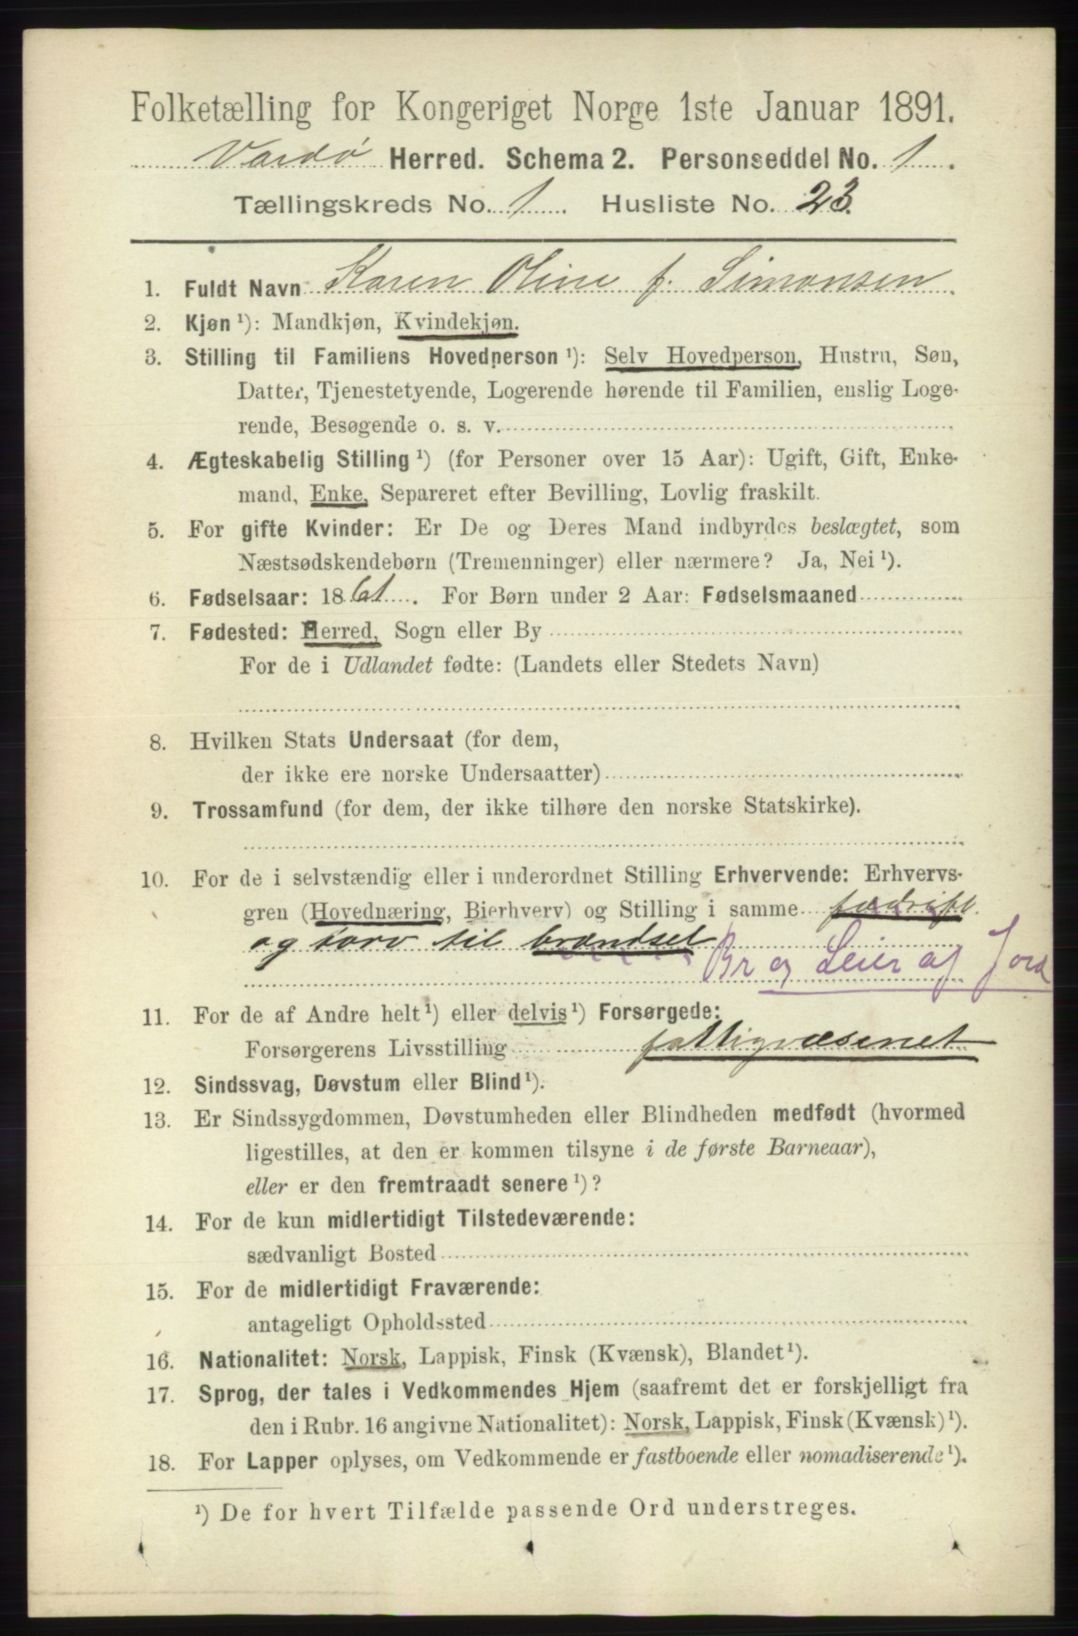 Folketælling for Kongeriget Norge 1ste Januar 1891.
Vardø Herred. Schema 2. Personseddel No. 1.
Tællingskreds No. 1. Husliste No. 23.
1. Fuldt Navn Karen Oline f. Simonsen.
2. Kjøn ¹): Mandkjøn, Kvindekjøn.
3. Stilling til Familiens Hovedperson ¹): Selv Hovedperson, Hustru, Søn,
Datter, Tjenestetyende, Logerende hørende til Familien, enslig Loge-
rende, Besøgende o. s. v.
4. Ægteskabelig Stilling ¹) (for Personer over 15 Aar): Ugift, Gift, Enke-
mand, Enke, Separeret efter Bevilling, Lovlig fraskilt.
5. For gifte Kvinder: Er De og Deres Mand indbyrdes beslægtet, som
Næstsødskendebørn (Tremenninger) eller nærmere? Ja, Nei ¹).
6. Fødselsaar: 1861. For Børn under 2 Aar: Fødselsmaaned
7. Fødested: Herred, Sogn eller By
For de i Udlandet fødte: (Landets eller Stedets Navn)
8. Hvilken Stats Undersaat (for dem,
der ikke ere norske Undersaatter)
9. Trossamfund (for dem, der ikke tilhøre den norske Statskirke).
10. For de i selvstændig eller i underordnet Stilling Erhvervende: Erhvervs-
gren (Hovednæring, Bierhverv) og Stilling i samme
og torv til brændsel
Br og Leier af Jord
11. For de af Andre helt ¹) eller delvis ¹) Forsørgede:
Forsørgerens Livsstilling fattigvæsenet
12. Sindssvag, Døvstum eller Blind ¹).
13. Er Sindssygdommen, Døvstumheden eller Blindheden medfødt (hvormed
ligestilles, at den er kommen tilsyne i de første Barneaar),
eller er den fremtraadt senere ¹)?
14. For de kun midlertidigt Tilstedeværende:
sædvanligt Bosted
15. For de midlertidigt Fraværende:
antageligt Opholdssted
16. Nationalitet: Norsk, Lappisk, Finsk (Kvænsk), Blandet ¹).
17. Sprog, der tales i Vedkommendes Hjem (saafremt det er forskjelligt fra
den i Rubr. 16 angivne Nationalitet): Norsk, Lappisk, Finsk (Kvænsk) ¹).
18. For Lapper oplyses, om Vedkommende er fastboende eller nomadiserende ¹).
¹) De for hvert Tilfælde passende Ord understreges.